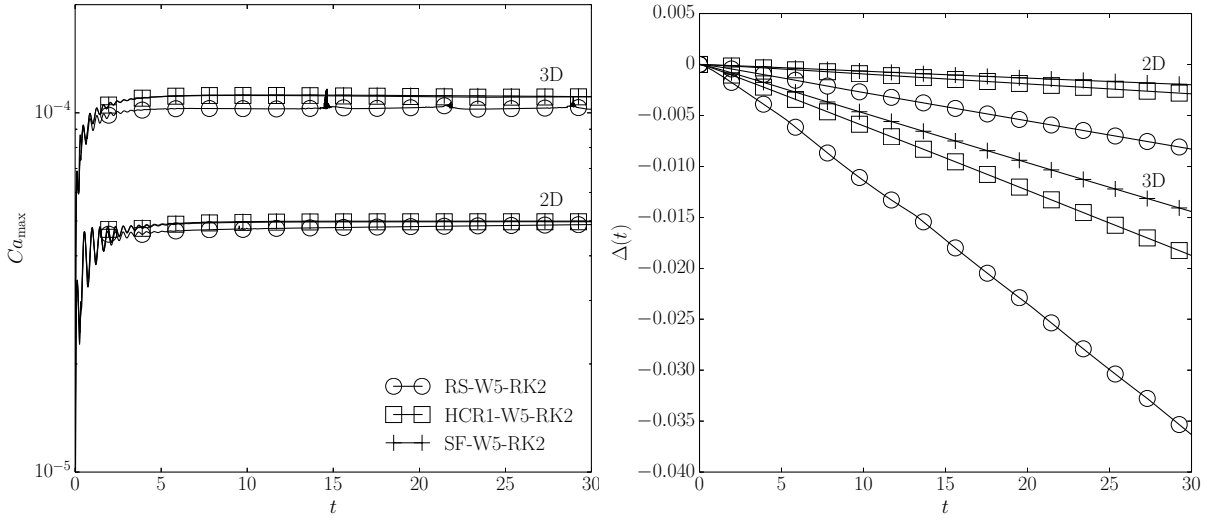 3D
10⁻⁴
2D
Ca_max
RS-W5-RK2
HCR1-W5-RK2
SF-W5-RK2
10⁻⁵
0 5 10 15 20 25 30
t
0.005
0
−0.005
−0.010
−0.015
−0.020
−0.025
−0.030
−0.035
−0.040
Δ(t)
2D
3D
0 5 10 15 20 25 30
t